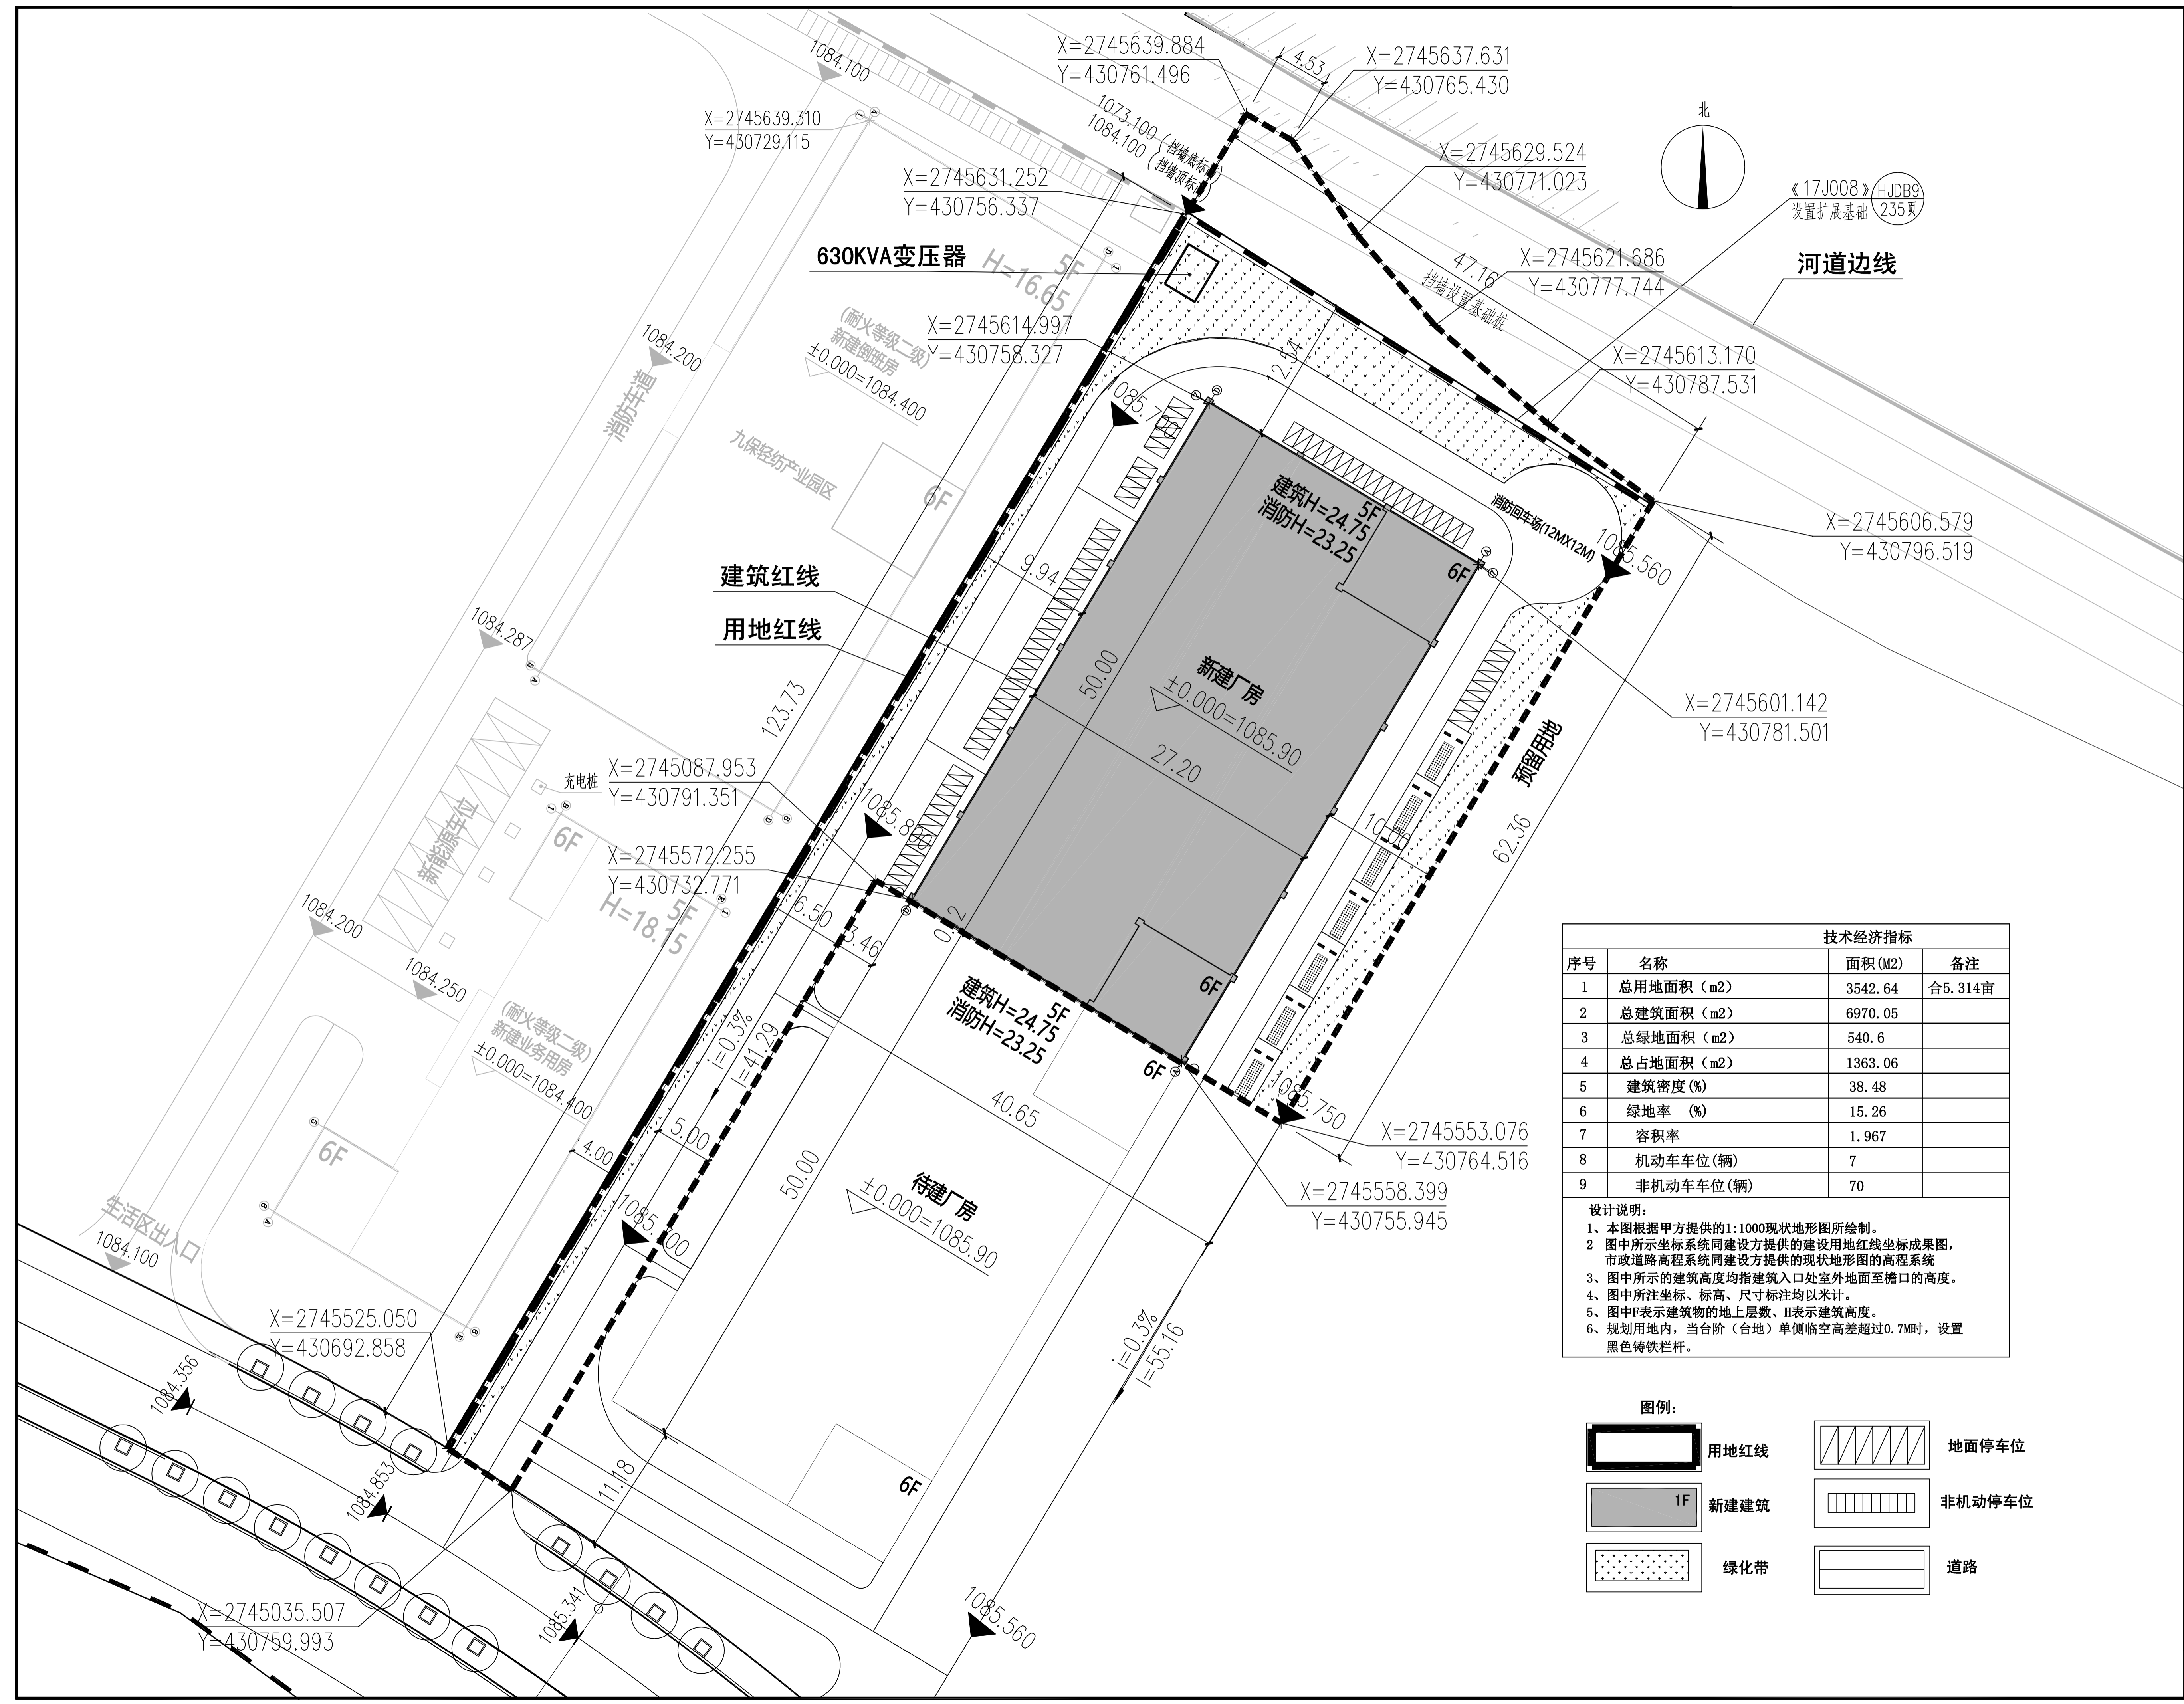 1084.100
X=2745639.884
Y=430761.496
4.53
X=2745637.631
Y=430765.430
X=2745639.310
Y=430729.115
1073.100（挡墙底标高）
1084.100（挡墙顶标高）
北
X=2745629.524
Y=430771.023
X=2745631.252
Y=430756.337
《17J008》
设置扩展基础
HJDB9
235页
630KVA变压器
5F
H=16.65
47.16
挡墙设置基础桩
X=2745621.686
Y=430777.744
河道边线
1084.200
(耐火等级二级)
新建倒班房
±0.000=1084.400
X=2745614.997
Y=430758.327
12.54
X=2745613.170
Y=430787.531
消防车道
九保轻纺产业园区
6F
建筑H=24.75
消防H=23.25
5F
6F
消防回车场(12MX12M)
1085.560
X=2745606.579
Y=430796.519
建筑红线
用地红线
9.94
1084.287
50.00
新建厂房
±0.000=1085.90
27.20
预留用地
X=2745601.142
Y=430781.501
123.73
充电桩
X=2745087.953
Y=430791.351
新能源车位
6F
X=2745572.255
Y=430732.771
62.36
5F
H=18.15
1084.200
1084.250
6.50
3.46
建筑H=24.75
消防H=23.25
5F
6F
6F
(耐火等级二级)
新建业务用房
±0.000=1084.400
i=0.3%
l=41.29
40.65
1085.750
X=2745553.076
Y=430764.516
X=2745558.399
Y=430755.945
5.00
4.00
50.00
待建厂房
±0.000=1085.90
6F
生活区出入口
1084.100
1085.700
X=2745525.050
Y=430692.858
i=0.3%
l=55.16
1084.356
1084.853
11.18
6F
1085.341
1085.560
X=2745035.507
Y=430759.993
技术经济指标
序号 名称 面积(M2) 备注
1 总用地面积（m2） 3542.64 合5.314亩
2 总建筑面积（m2） 6970.05
3 总绿地面积（m2） 540.6
4 总占地面积（m2） 1363.06
5 建筑密度(%) 38.48
6 绿地率 (%) 15.26
7 容积率 1.967
8 机动车车位(辆) 7
9 非机动车车位(辆) 70
设计说明：
1、本图根据甲方提供的1:1000现状地形图所绘制。
2 图中所示坐标系统同建设方提供的建设用地红线坐标成果图，
市政道路高程系统同建设方提供的现状地形图的高程系统
3、图中所示的建筑高度均指建筑入口处室外地面至檐口的高度。
4、图中所注坐标、标高、尺寸标注均以米计。
5、图中F表示建筑物的地上层数、H表示建筑高度。
6、规划用地内，当台阶（台地）单侧临空高差超过0.7M时，设置
黑色铸铁栏杆。
图例：
用地红线
地面停车位
1F
新建建筑
非机动停车位
绿化带
道路